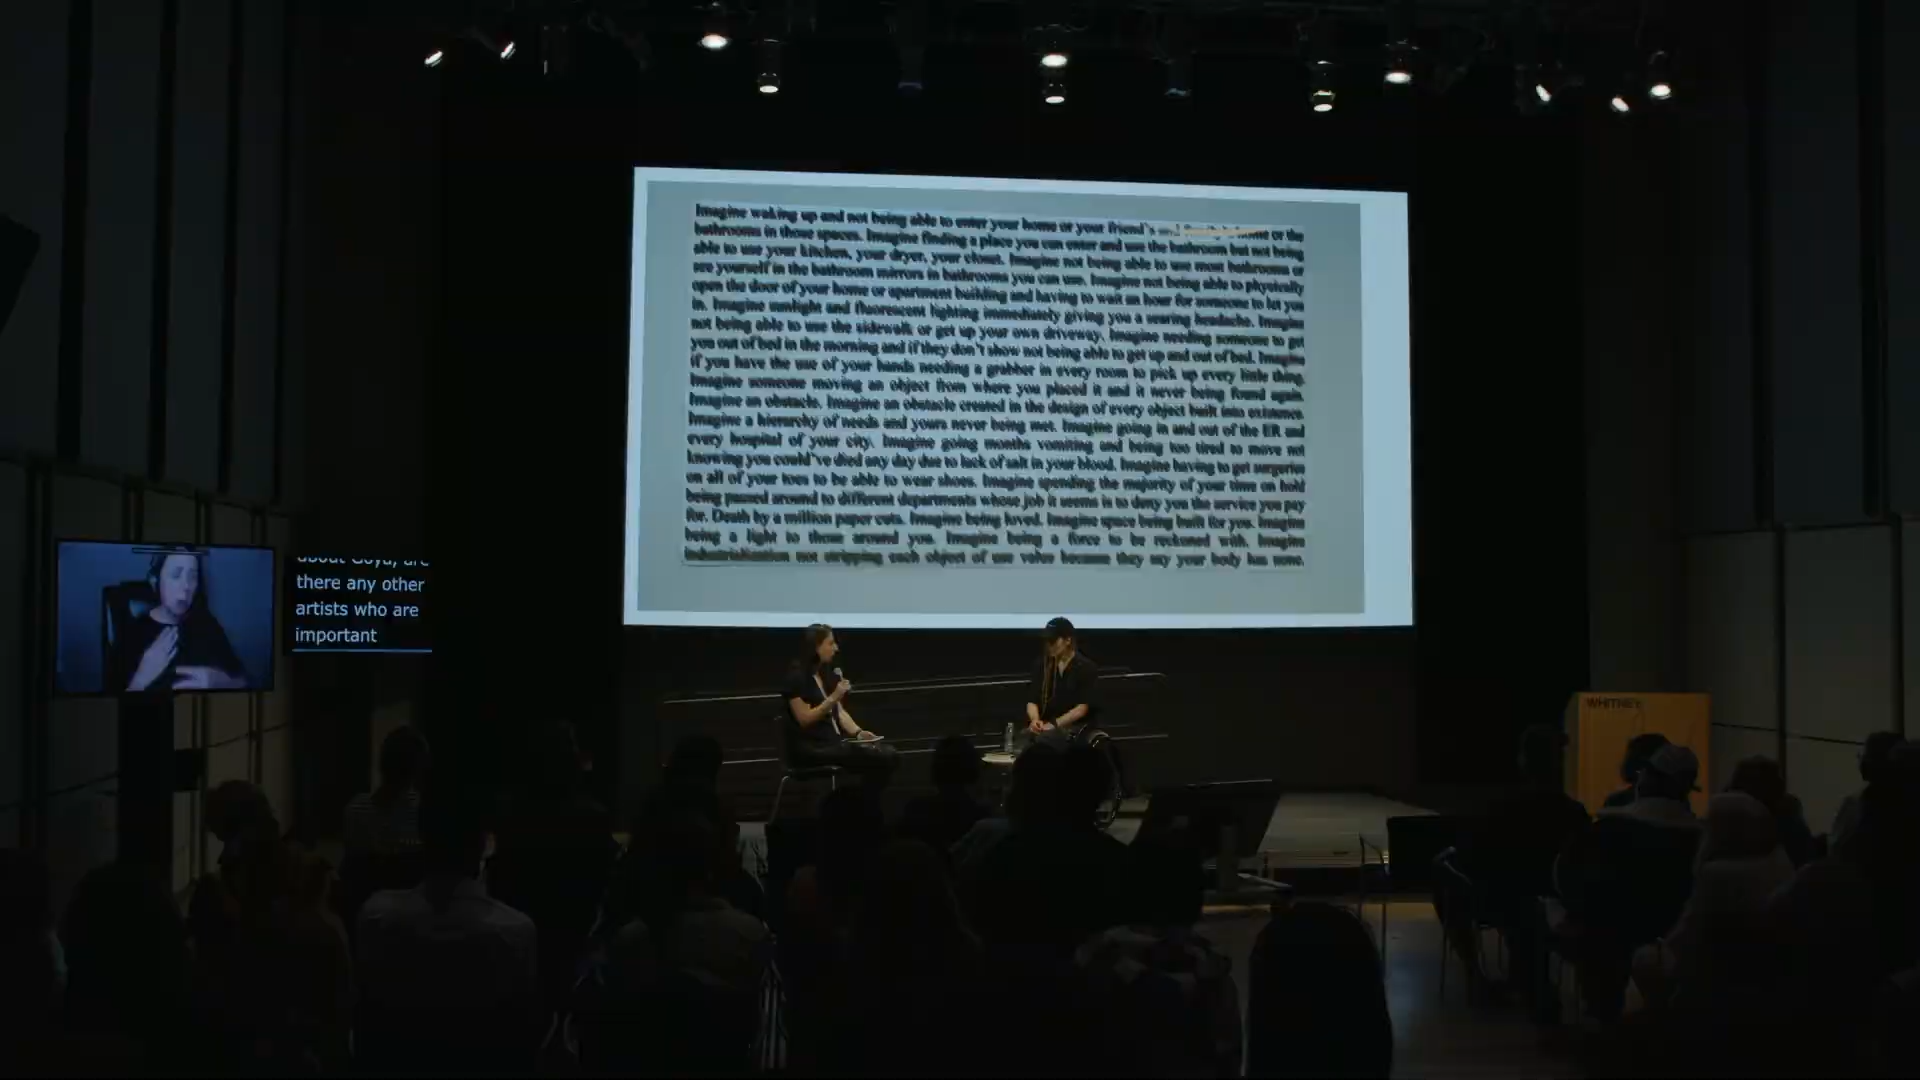 Imagine waking up and not being able to enter your home or your friend's and family's home or the
bathrooms in those spaces. Imagine finding a place you can enter and use the bathroom but not being
able to use your kitchen, your dryer, your closet. Imagine not being able to use most bathrooms or
see yourself in the bathroom mirrors in bathrooms you can use. Imagine not being able to physically
open the door of your home or apartment building and having to wait an hour for someone to let you
in. Imagine sunlight and fluorescent lighting immediately giving you a searing headache. Imagine
not being able to use the sidewalk or get up your own driveway. Imagine needing someone to get
you out of bed in the morning and if they don't show not being able to get up and out of bed. Imagine
if you have the use of your hands needing a grabber in every room to pick up every little thing.
Imagine someone moving an object from where you placed it and it never being found again.
Imagine an obstacle. Imagine an obstacle created in the design of every object built into existence.
Imagine a hierarchy of needs and yours never being met. Imagine going in and out of the ER and
every hospital of your city. Imagine going months vomiting and being too tired to move not
knowing you could've died any day due to lack of salt in your blood. Imagine having to get surgeries
on all of your toes to be able to wear shoes. Imagine spending the majority of your time on hold
being passed around to different departments whose job it seems is to deny you the service you pay
for. Death by a million paper cuts. Imagine being loved. Imagine space being built for you. Imagine
being a light to those around you. Imagine being a force to be reckoned with. Imagine
industrialization not stripping each object of use value because they say your body has none.
about Goya, are
there any other
artists who are
important
WHITNEY